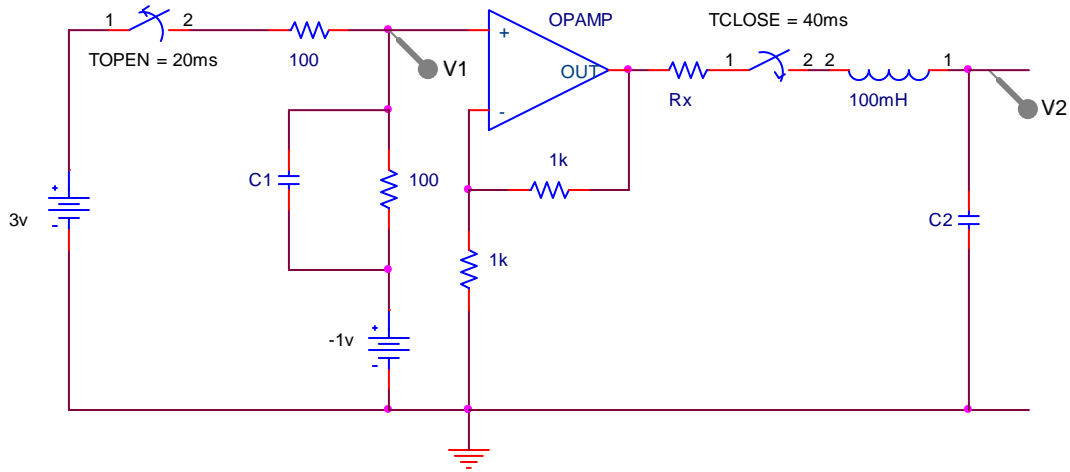 OPAMP
TCLOSE = 40ms
1
2
+
1
2
2
1
V1
OUT
TOPEN = 20ms
100
Rx
100mH
V2
-
1k
C1
100
+
3v
-
C2
1k
+
-1v
-